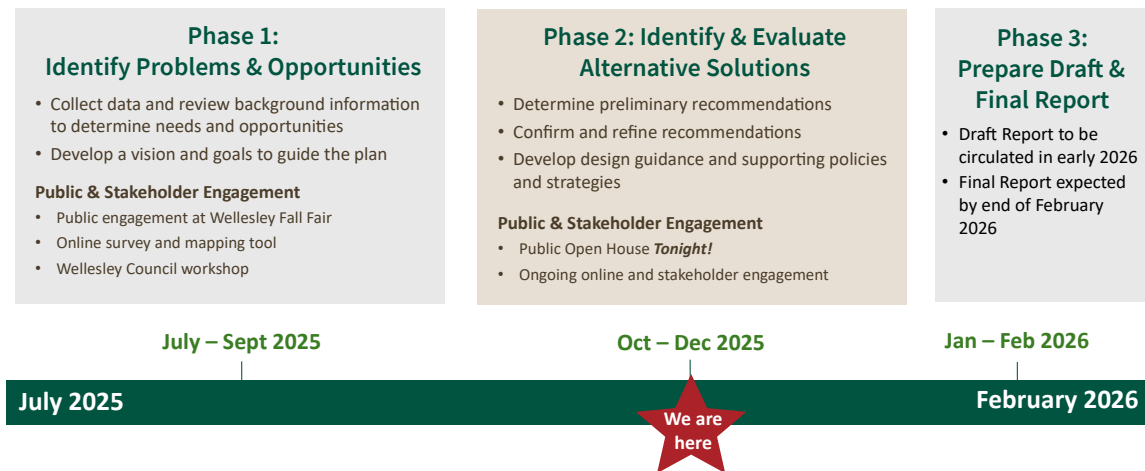 Phase 1:
Identify Problems & Opportunities
• Collect data and review background information
to determine needs and opportunities
• Develop a vision and goals to guide the plan
Public & Stakeholder Engagement
• Public engagement at Wellesley Fall Fair
• Online survey and mapping tool
• Wellesley Council workshop
Phase 2: Identify & Evaluate
Alternative Solutions
• Determine preliminary recommendations
• Confirm and refine recommendations
• Develop design guidance and supporting policies
and strategies
Public & Stakeholder Engagement
• Public Open House Tonight!
• Ongoing online and stakeholder engagement
Phase 3:
Prepare Draft &
Final Report
• Draft Report to be
circulated in early 2026
• Final Report expected
by end of February
2026
July – Sept 2025
Oct – Dec 2025
Jan – Feb 2026
July 2025
February 2026
We are
here